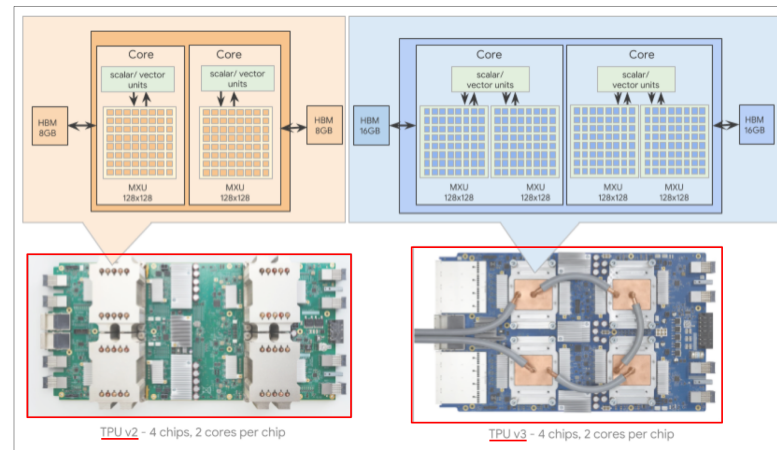 Core
Core
scalar/ vector
units
scalar/ vector
units
HBM
8GB
HBM
8GB
MXU
128x128
MXU
128x128
Core
Core
scalar/
vector units
scalar/
vector units
HBM
16GB
HBM
16GB
MXU
128x128
MXU
128x128
MXU
128x128
MXU
128x128
TPU v2 - 4 chips, 2 cores per chip
TPU v3 - 4 chips, 2 cores per chip